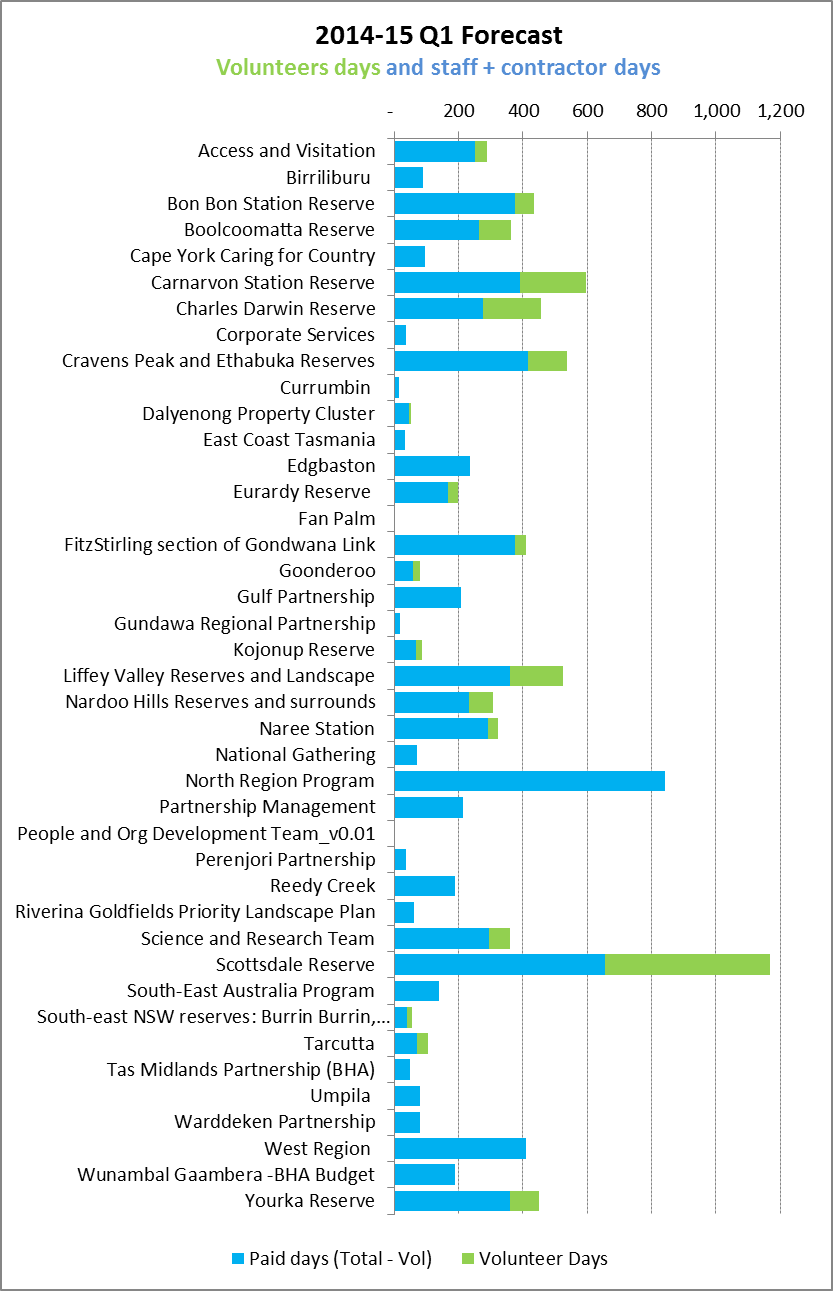 2014-15 Q1 Forecast
Volunteers days and staff + contractor days
- 200 400 600 800 1,000 1,200
Access and Visitation
Birriliburu
Bon Bon Station Reserve
Boolcoomatta Reserve
Cape York Caring for Country
Carnarvon Station Reserve
Charles Darwin Reserve
Corporate Services
Cravens Peak and Ethabuka Reserves
Currumbin
Dalyenong Property Cluster
East Coast Tasmania
Edgbaston
Eurardy Reserve
Fan Palm
FitzStirling section of Gondwana Link
Goonderoo
Gulf Partnership
Gundawa Regional Partnership
Kojonup Reserve
Liffey Valley Reserves and Landscape
Nardoo Hills Reserves and surrounds
Naree Station
National Gathering
North Region Program
Partnership Management
People and Org Development Team_v0.01
Perenjori Partnership
Reedy Creek
Riverina Goldfields Priority Landscape Plan
Science and Research Team
Scottsdale Reserve
South-East Australia Program
South-east NSW reserves: Burrin Burrin,...
Tarcutta
Tas Midlands Partnership (BHA)
Umpila
Warddeken Partnership
West Region
Wunambal Gaambera -BHA Budget
Yourka Reserve
Paid days (Total - Vol) Volunteer Days